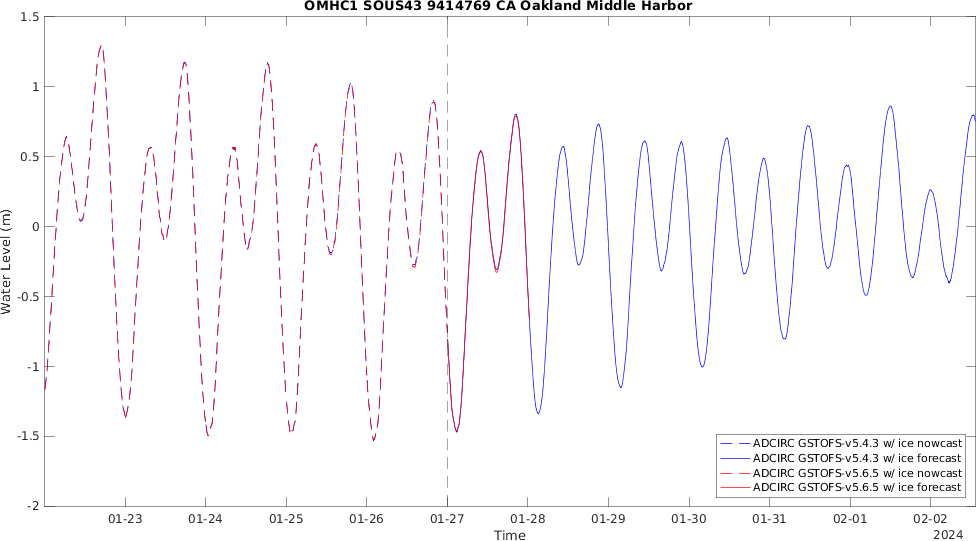 OMHC1 SOUS43 9414769 CA Oakland Middle Harbor
1.5
1
0.5
0
-0.5
-1
-1.5
-2
Water Level (m)
01-23 01-24 01-25 01-26 01-27 01-28 01-29 01-30 01-31 02-01 02-02
Time
2024
ADCIRC GSTOFS-v5.4.3 w/ ice nowcast
ADCIRC GSTOFS-v5.4.3 w/ ice forecast
ADCIRC GSTOFS-v5.6.5 w/ ice nowcast
ADCIRC GSTOFS-v5.6.5 w/ ice forecast